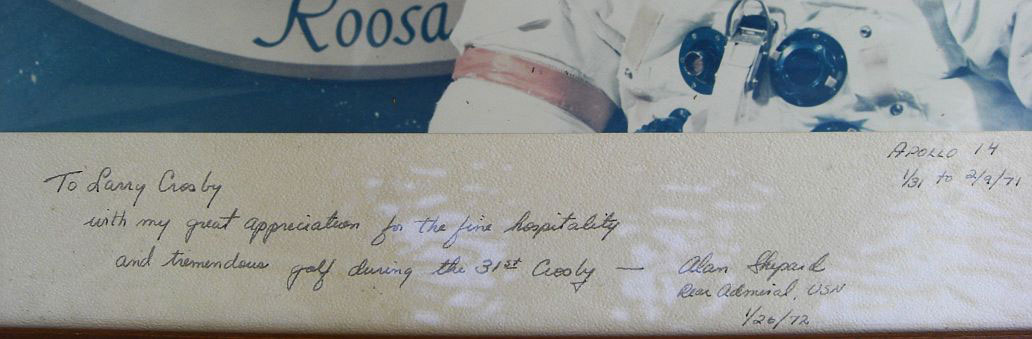 Roosa
Apollo 14
1/31 to 2/9/71
To Larry Crosby
with my great appreciation for the fine hospitality
and tremendous golf during the 31st Crosby — Alan Shepard
Rear Admiral, USN
1/26/72